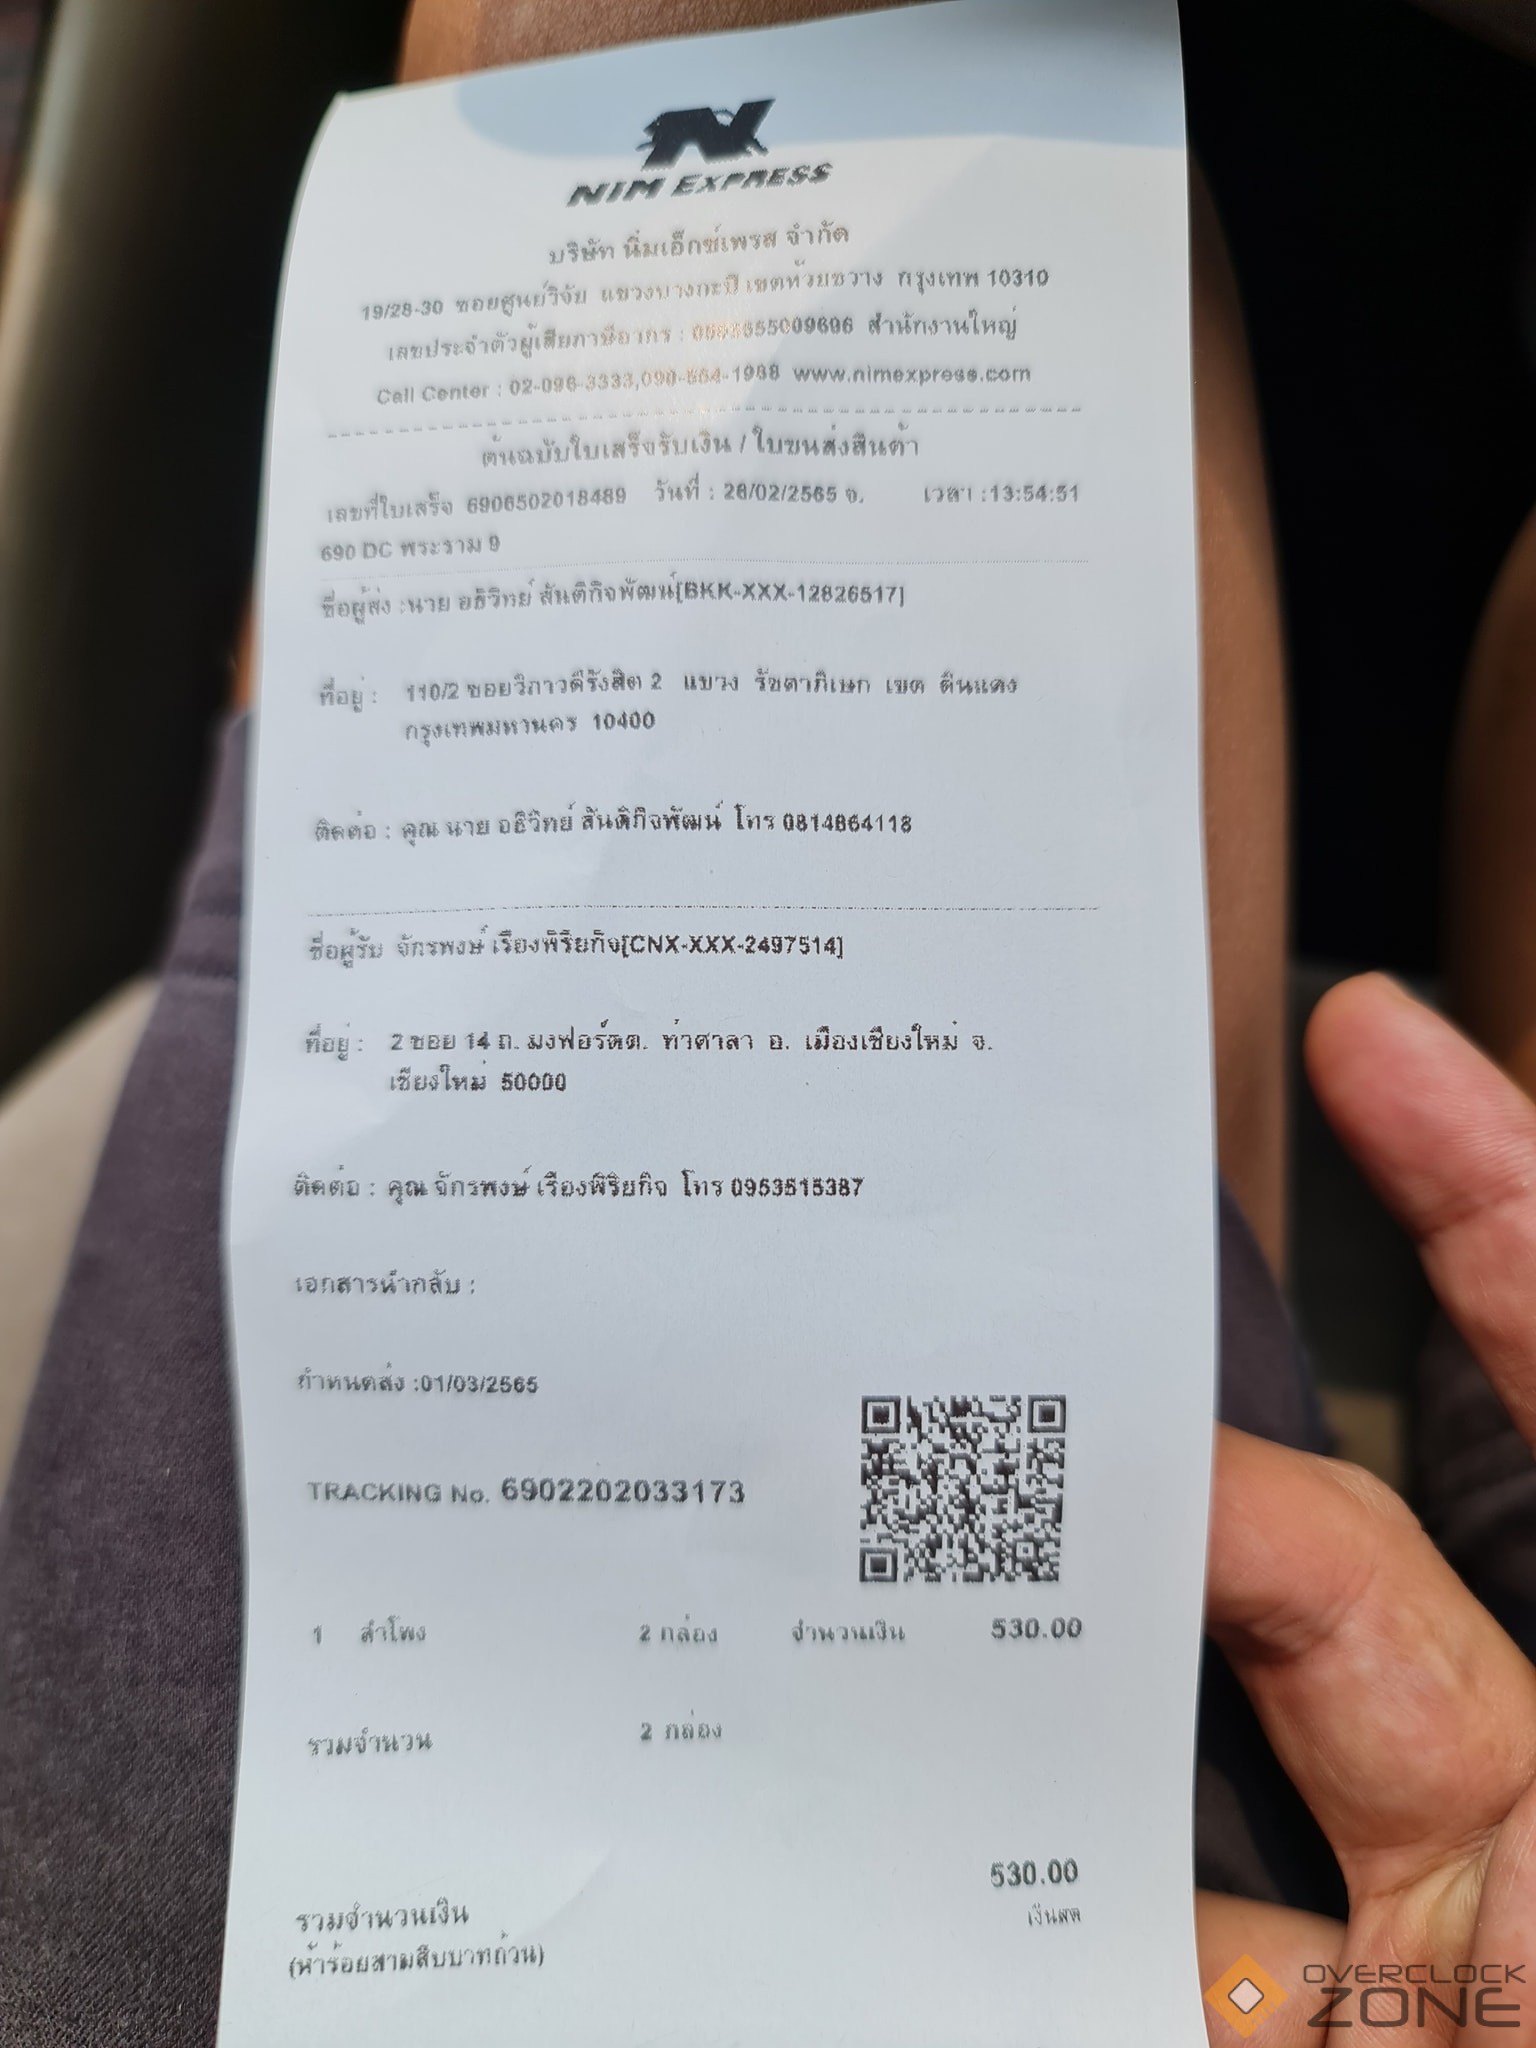 NIM EXPRESS
บริษัท นิ่มเอ็กซ์เพรส จำกัด
19/28-30 ซอยศูนย์วิจัย แขวงบางกะปิ เขตห้วยขวาง กรุงเทพ 10310
เลขประจำตัวผู้เสียภาษีอากร : สำนักงานใหญ่
Call Center : 02-096-3333, www.nimexpress.com
ต้นฉบับใบเสร็จรับเงิน / ใบขนส่งสินค้า
เลขที่ใบเสร็จ 6906502018489 วันที่ : 28/02/2565 จ. เวลา :13:54:51
690 DC พระราม 9
ชื่อผู้ส่ง :นาย อธิวิทย์ สันติกิจพัฒน์[BKK-XXX-12826517]
ที่อยู่ : 110/2 ซอยวิภาวดีรังสิต 2 แขวง รัชดาภิเษก เขต ดินแดง
กรุงเทพมหานคร 10400
ติดต่อ : คุณ นาย อธิวิทย์ สันติกิจพัฒน์ โทร 0814864118
ชื่อผู้รับ จักรพงษ์ เรืองพิริยกิจ[CNX-XXX-2497514]
ที่อยู่ : 2 ซอย 14 ถ. มงฟอร์ตต. ท่าศาลา อ. เมืองเชียงใหม่ จ.
เชียงใหม่ 50000
ติดต่อ : คุณ จักรพงษ์ เรืองพิริยกิจ โทร 0953515387
เอกสารนำกลับ :
กำหนดส่ง :01/03/2565
TRACKING No. 6902202033173
1 ลำโพง 2 กล่อง จำนวนเงิน 530.00
รวมจำนวน 2 กล่อง
530.00
รวมจำนวนเงิน เงินสด
(ห้าร้อยสามสิบบาทถ้วน)
OVERCLOCK
ZONE